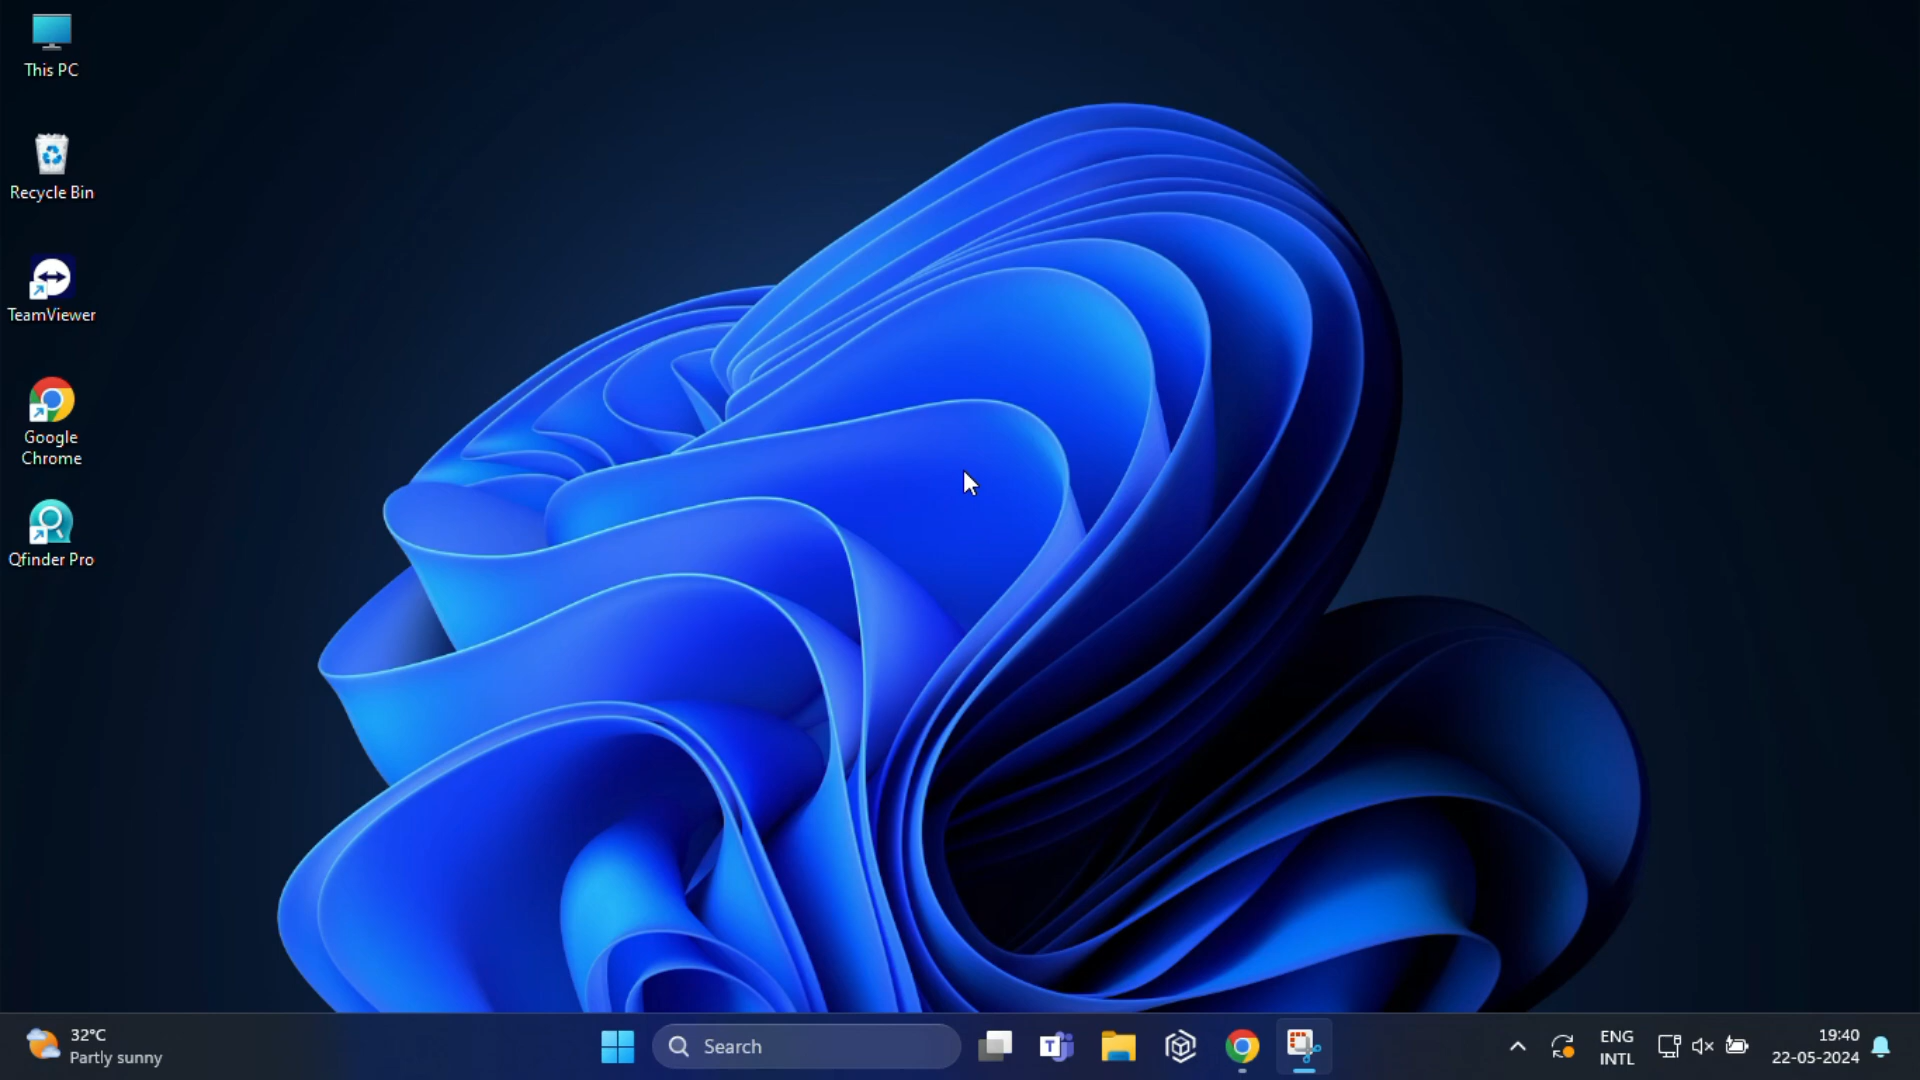 This PC
Recycle Bin
TeamViewer
Google
Chrome
Qfinder Pro
32°C
Partly sunny
Search
T
ENG
INTL
19:40
22-05-2024